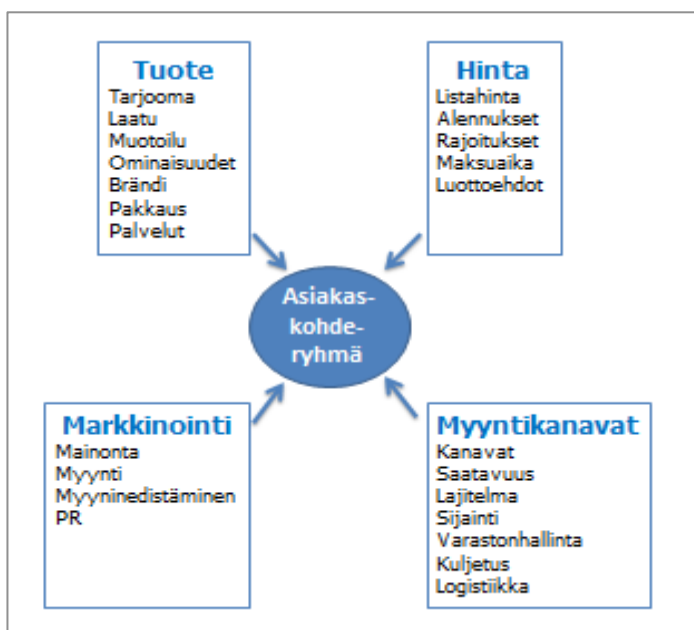 Tuote
Tarjooma
Laatu
Muotoilu
Ominaisuudet
Brändi
Pakkaus
Palvelut
Hinta
Listahinta
Alennukset
Rajoitukset
Maksuaika
Luottoehdot
Asiakas-
kohde-
ryhmä
Markkinointi
Mainonta
Myynti
Myyninedistäminen
PR
Myyntikanavat
Kanavat
Saatavuus
Lajitelma
Sijainti
Varastonhallinta
Kuljetus
Logistiikka